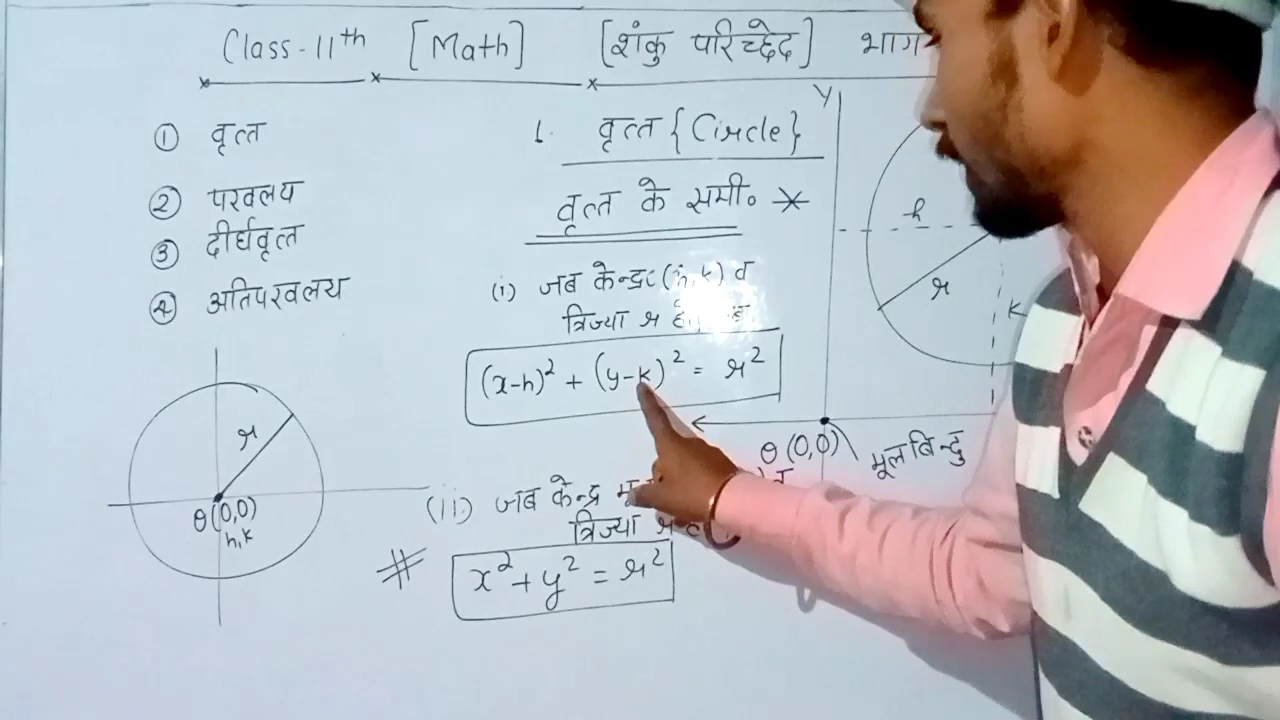 Class-11th [Math] [शंकु परिच्छेद] भाग
① वृत्त
② परवलय
③ दीर्घवृत्त
④ अतिपरवलय
1. वृत्त {Circle}
वृत्त के समी०
(i) जब केन्द्र C(h, k) व
त्रिज्या r हो
(x-h)² + (y-k)² = r²
(ii) जब केन्द्र
त्रिज्या r
x² + y² = r²
r
O(0,0)
h,k
Y
h
r
K
O(0,0)
मूलबिन्दु